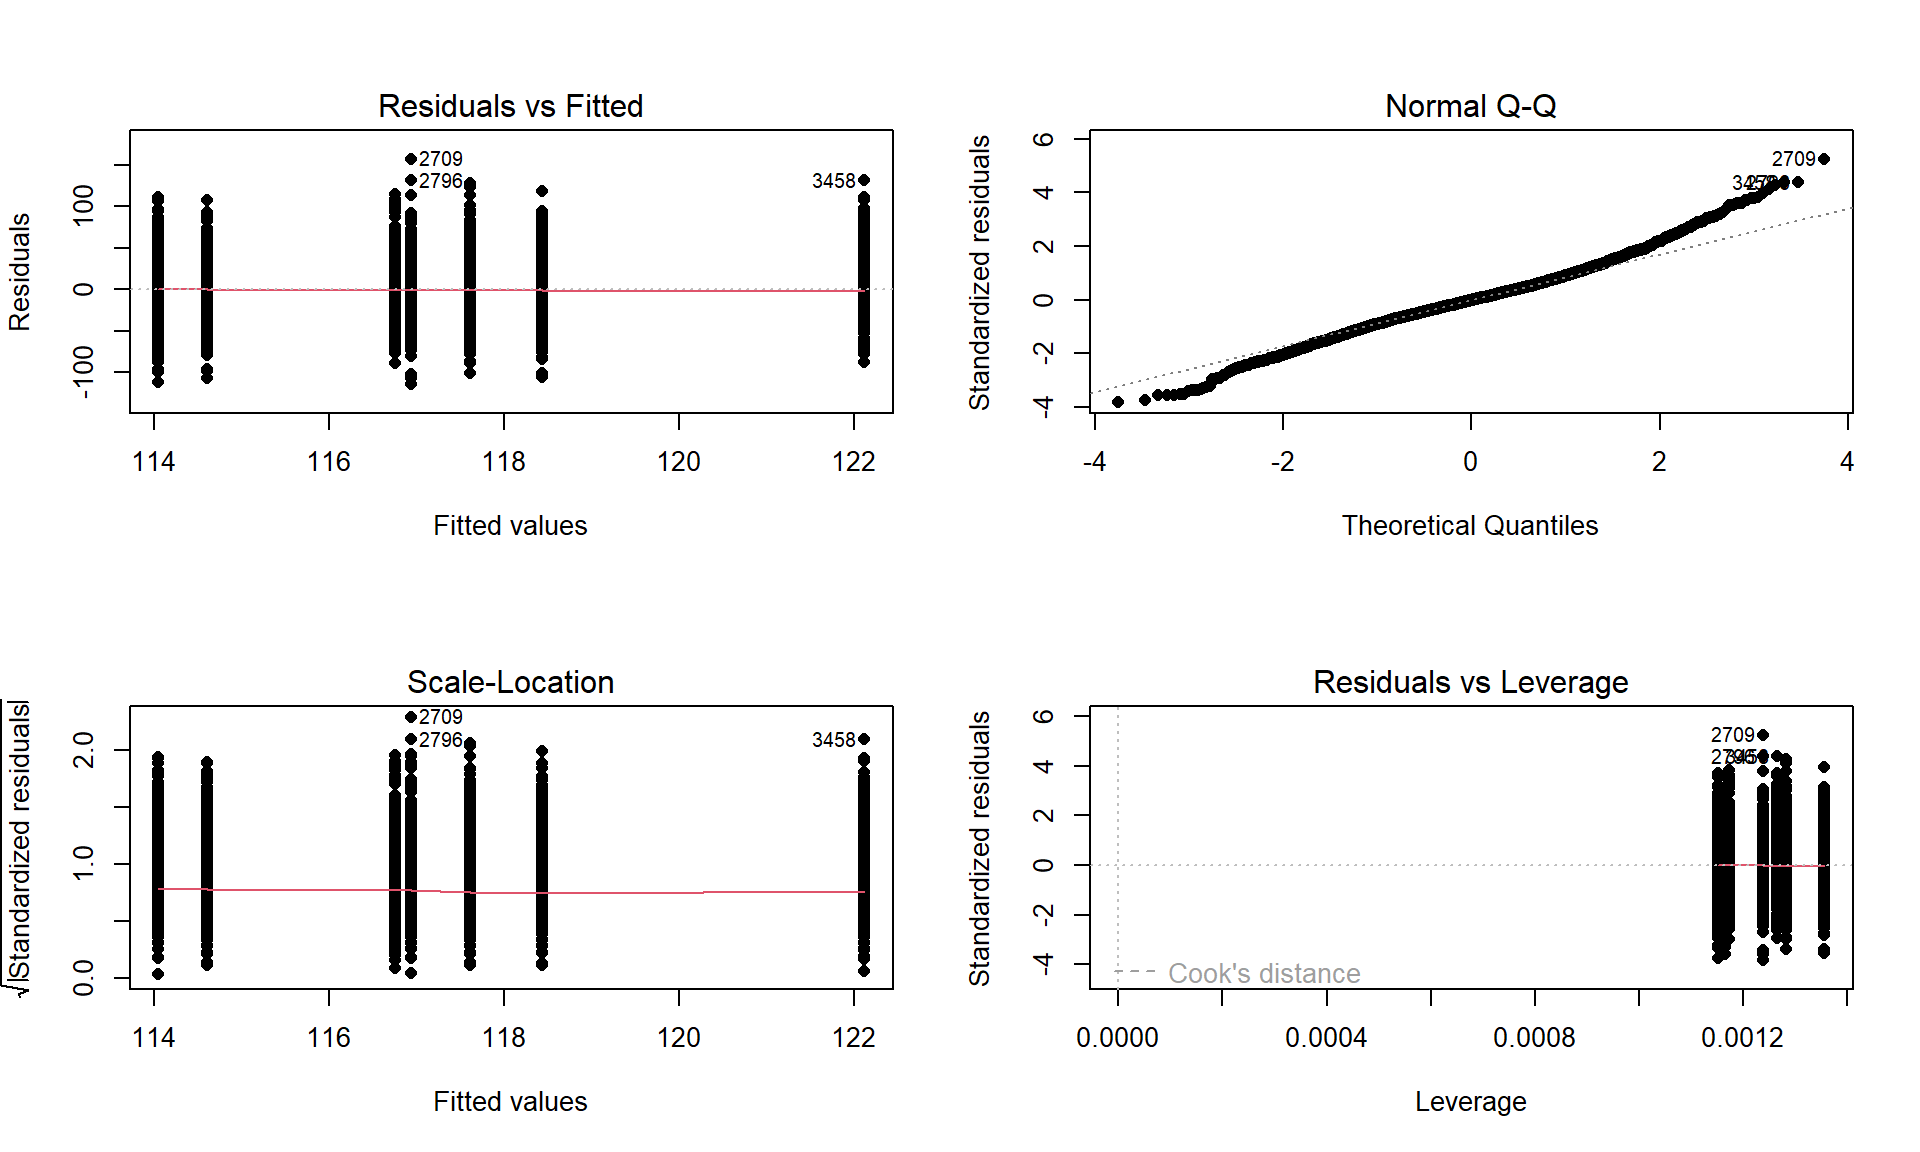 Residuals vs Fitted
Residuals
100
0
-100
2709
2796
3458
114 116 118 120 122
Fitted values
Normal Q-Q
Standardized residuals
6
4
2
0
-2
-4
2709
3458
-4 -2 0 2 4
Theoretical Quantiles
Scale-Location
√|Standardized residuals|
2.0
1.0
0.0
2709
2796
3458
114 116 118 120 122
Fitted values
Residuals vs Leverage
Standardized residuals
6
4
2
0
-2
-4
2709
Cook's distance
0.0000 0.0004 0.0008 0.0012
Leverage